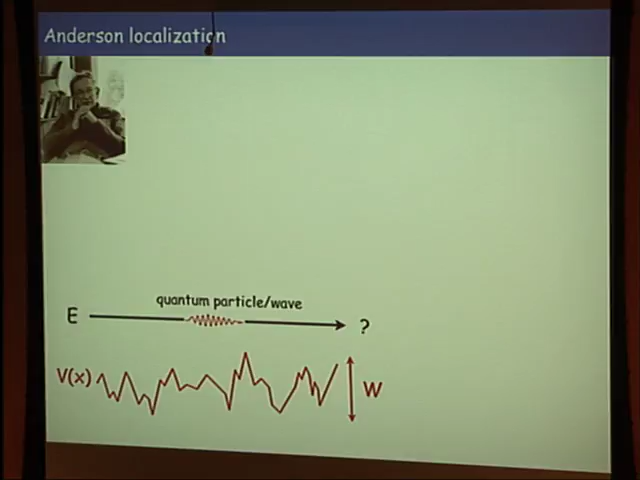 Anderson localization
quantum particle/wave
E
?
V(x)
W